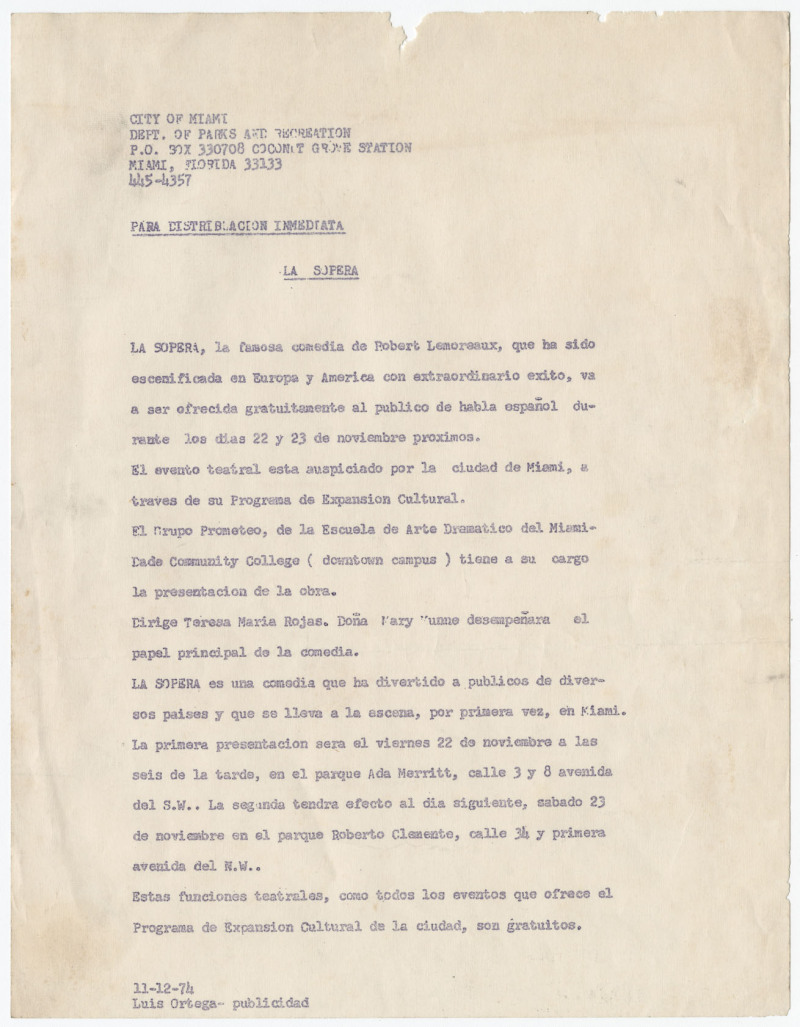 CITY OF MIAMI
DEPT. OF PARKS AND RECREATION
P.O. BOX 330708 COCONUT GROVE STATION
MIAMI, FLORIDA 33133
445-4357
PARA DISTRIBUCION INMEDIATA
LA SOPERA
LA SOPERA, la famosa comedia de Robert Lemoreaux, que ha sido
escenificada en Europa y America con extraordinario exito, va
a ser ofrecida gratuitamente al publico de habla español du-
rante los dias 22 y 23 de noviembre proximos.
El evento teatral esta auspiciado por la ciudad de Miami, a
traves de su Programa de Expansion Cultural.
El Grupo Prometeo, de la Escuela de Arte Dramatico del Miami-
Dade Community College ( downtown campus ) tiene a su cargo
la presentacion de la obra.
Dirige Teresa Maria Rojas. Doña Mary desempeñara el
papel principal de la comedia.
LA SOPERA es una comedia que ha divertido a publicos de diver-
sos paises y que se lleva a la escena, por primera vez, en Miami.
La primera presentacion sera el viernes 22 de noviembre a las
seis de la tarde, en el parque Ada Merritt, calle 3 y 8 avenida
del S.W.. La segunda tendra efecto al dia siguiente, sabado 23
de noviembre en el parque Roberto Clemente, calle 34 y primera
avenida del N.W..
Estas funciones teatrales, como todos los eventos que ofrece el
Programa de Expansion Cultural de la ciudad, son gratuitos.
11-12-74
Luis Ortega- publicidad